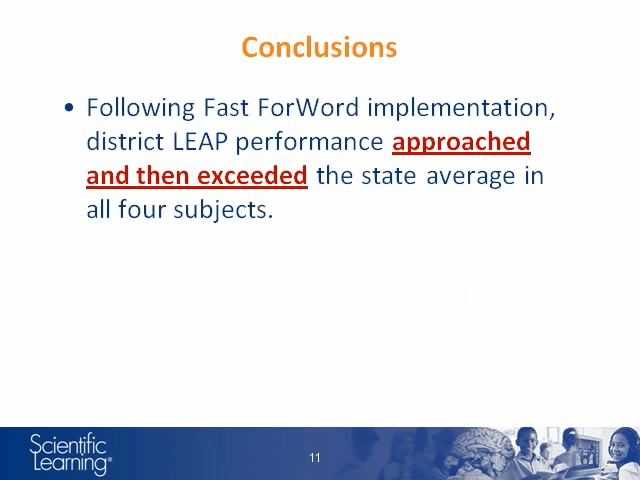 Conclusions
• Following Fast ForWord implementation,
district LEAP performance approached
and then exceeded the state average in
all four subjects.
Scientific
Learning®
11